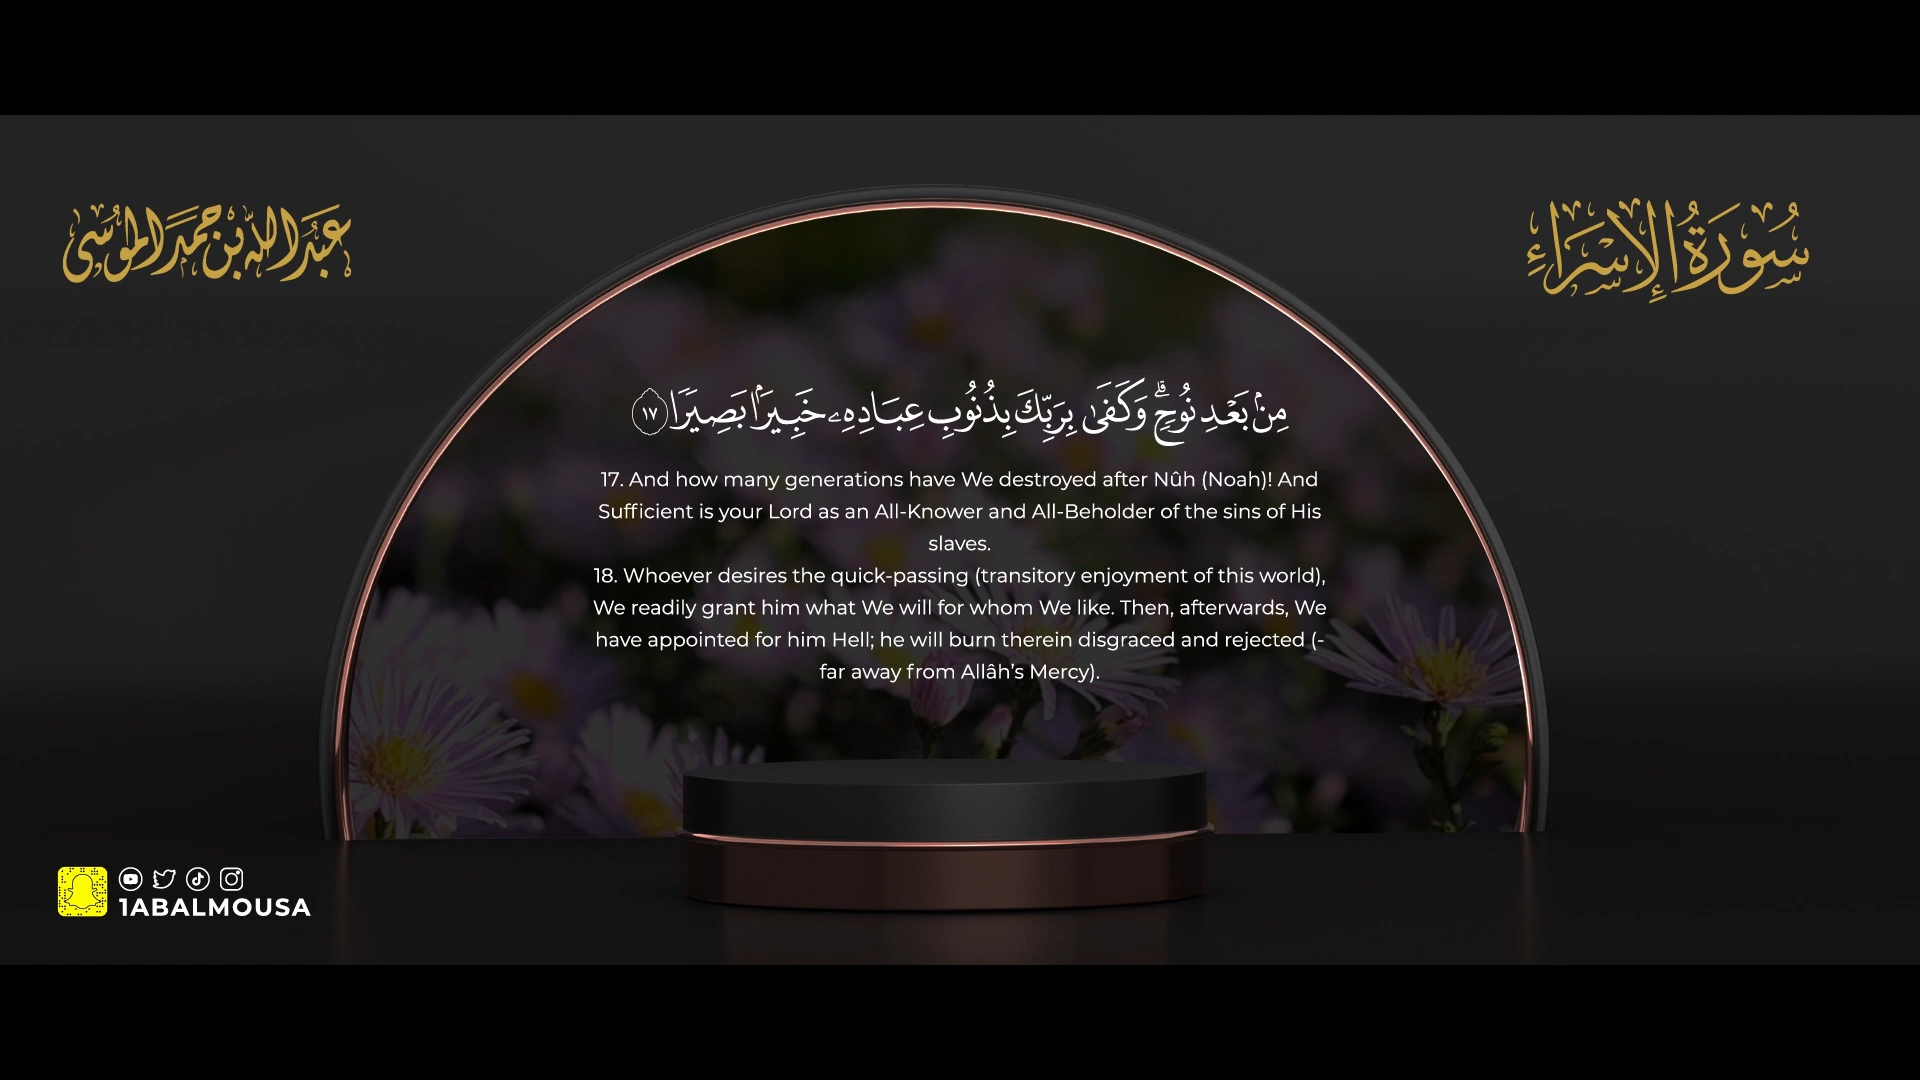 سُورَةُ الإِسْرَاءِ
عَبْدُاللهِ بْن حَمَدَ المُوسَى
مِنۢ بَعْدِ نُوحٍۗ وَكَفَىٰ بِرَبِّكَ بِذُنُوبِ عِبَادِهِۦ خَبِيرَۢا بَصِيرٗا ١٧
17. And how many generations have We destroyed after Nûh (Noah)! And
Sufficient is your Lord as an All-Knower and All-Beholder of the sins of His
slaves.
18. Whoever desires the quick-passing (transitory enjoyment of this world),
We readily grant him what We will for whom We like. Then, afterwards, We
have appointed for him Hell; he will burn therein disgraced and rejected (-
far away from Allâh’s Mercy).
1ABALMOUSA